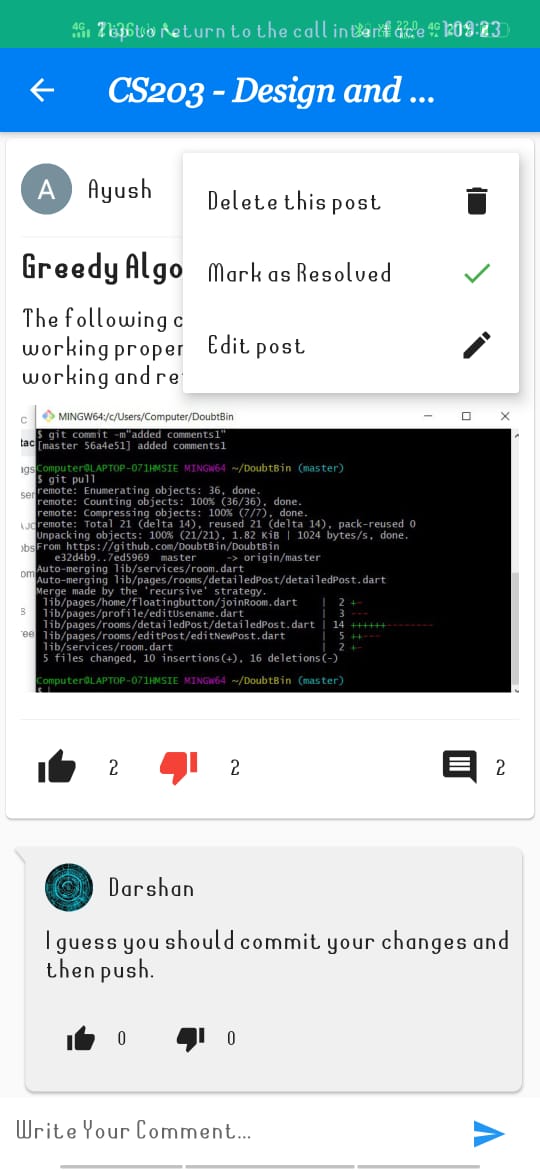 Tap to return to the call interface
CS203 - Design and ...
A
Ayush
Delete this post
Greedy Algo
Mark as Resolved
The following c
working proper
Edit post
working and re
MINGW64:/c/Users/Computer/DoubtBin
$ git commit -m"added comments1"
[master 56a4e51] added comments1
Computer@LAPTOP-071HMSIE MINGW64 ~/DoubtBin (master)
$ git pull
remote: Enumerating objects: 36, done.
remote: Counting objects: 100% (36/36), done.
remote: Compressing objects: 100% (7/7), done.
remote: Total 21 (delta 14), reused 21 (delta 14), pack-reused 0
Unpacking objects: 100% (21/21), 1.82 KiB | 1024 bytes/s, done.
From https://github.com/DoubtBin/DoubtBin
e32d4b9..7ed5969 master -> origin/master
Auto-merging lib/services/room.dart
Auto-merging lib/pages/rooms/detailedPost/detailedPost.dart
Merge made by the 'recursive' strategy.
lib/pages/home/floatingbutton/joinRoom.dart | 2 +-
lib/pages/profile/editUsename.dart | 3 ---
lib/pages/rooms/detailedPost/detailedPost.dart | 14 ++++++--------
lib/pages/rooms/editPost/editNewPost.dart | 5 ++---
lib/services/room.dart | 2 +-
5 files changed, 10 insertions(+), 16 deletions(-)
Computer@LAPTOP-071HMSIE MINGW64 ~/DoubtBin (master)
$
2 2 2
Darshan
I guess you should commit your changes and
then push.
0 0
Write Your Comment...